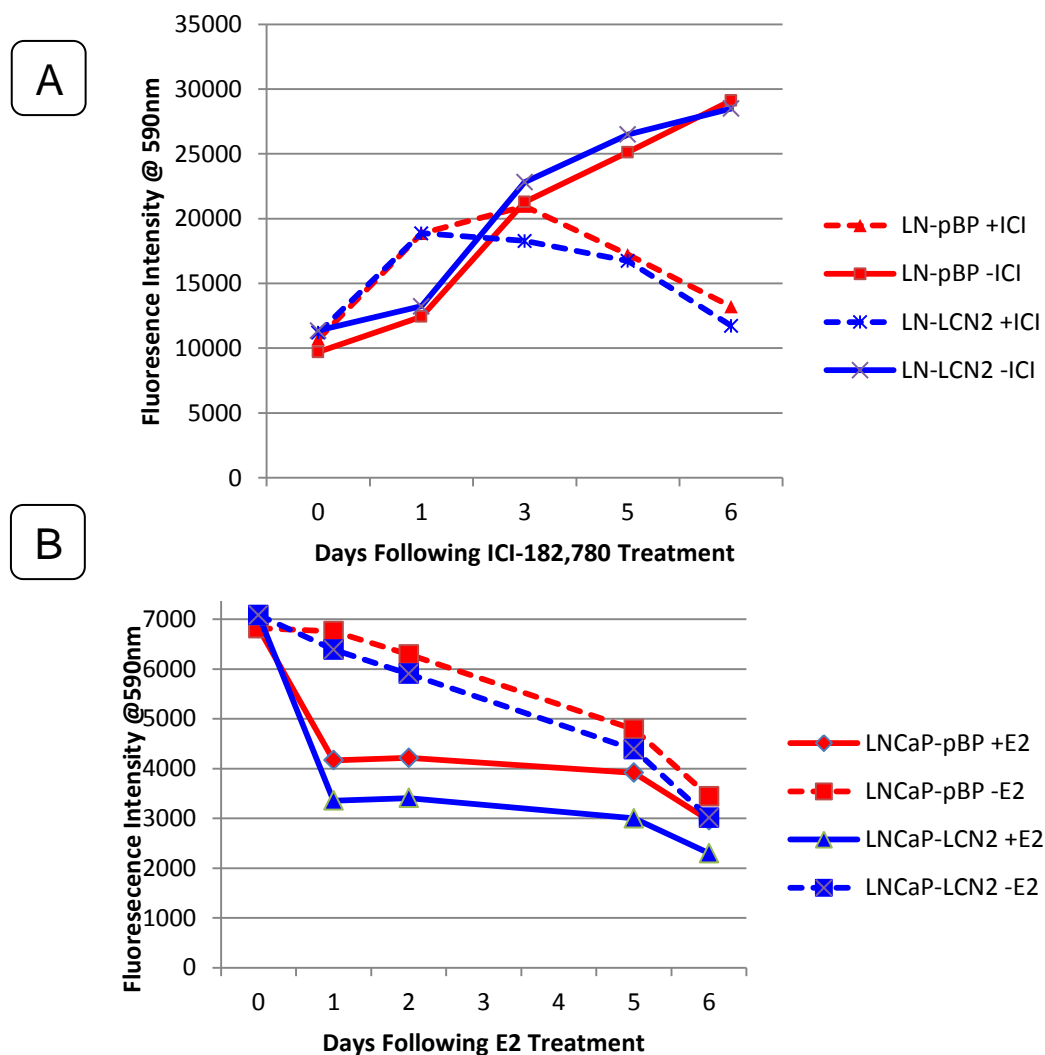 A
35000
30000
25000
20000
15000
10000
5000
0
Fluoresence Intensity @ 590nm
0 1 3 5 6
Days Following ICI-182,780 Treatment
LN-pBP +ICI
LN-pBP -ICI
LN-LCN2 +ICI
LN-LCN2 -ICI
B
7000
6000
5000
4000
3000
2000
1000
0
Fluoresecence Intensity @590nm
0 1 2 3 4 5 6
Days Following E2 Treatment
LNCaP-pBP +E2
LNCaP-pBP -E2
LNCaP-LCN2 +E2
LNCaP-LCN2 -E2